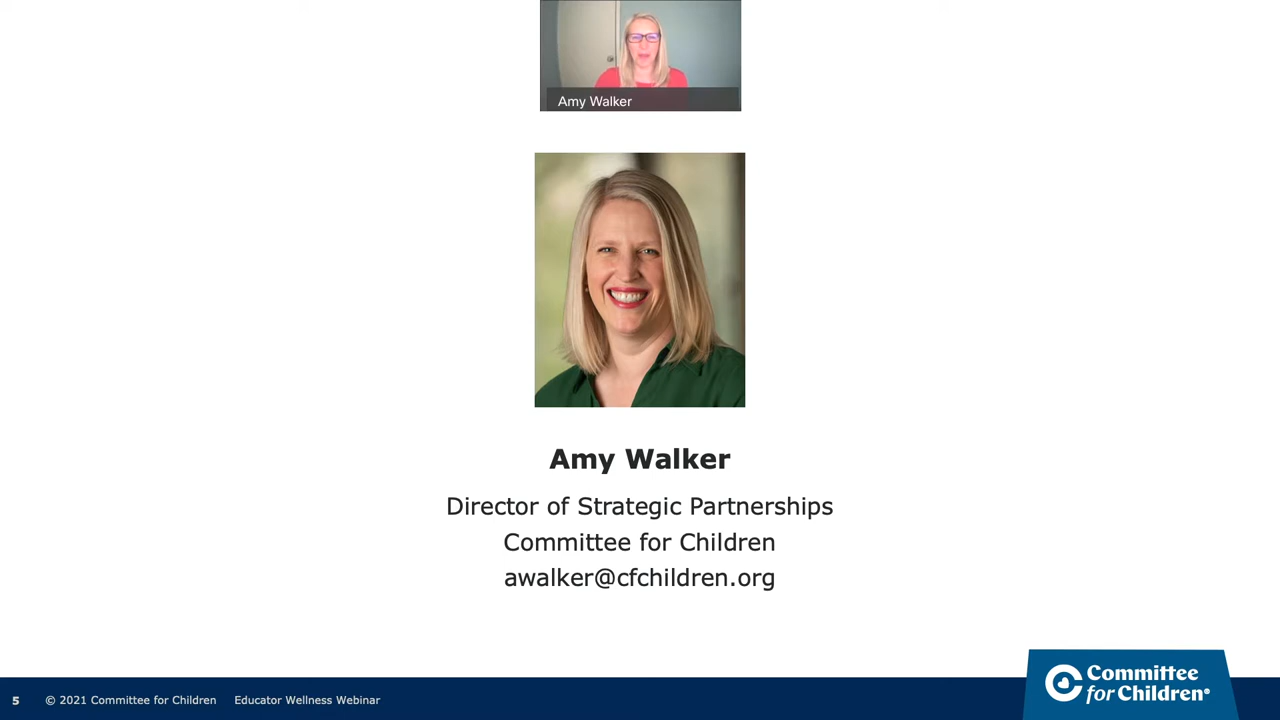 Amy Walker
Amy Walker
Director of Strategic Partnerships
Committee for Children
awalker@cfchildren.org
5 © 2021 Committee for Children Educator Wellness Webinar
Committee
for Children®